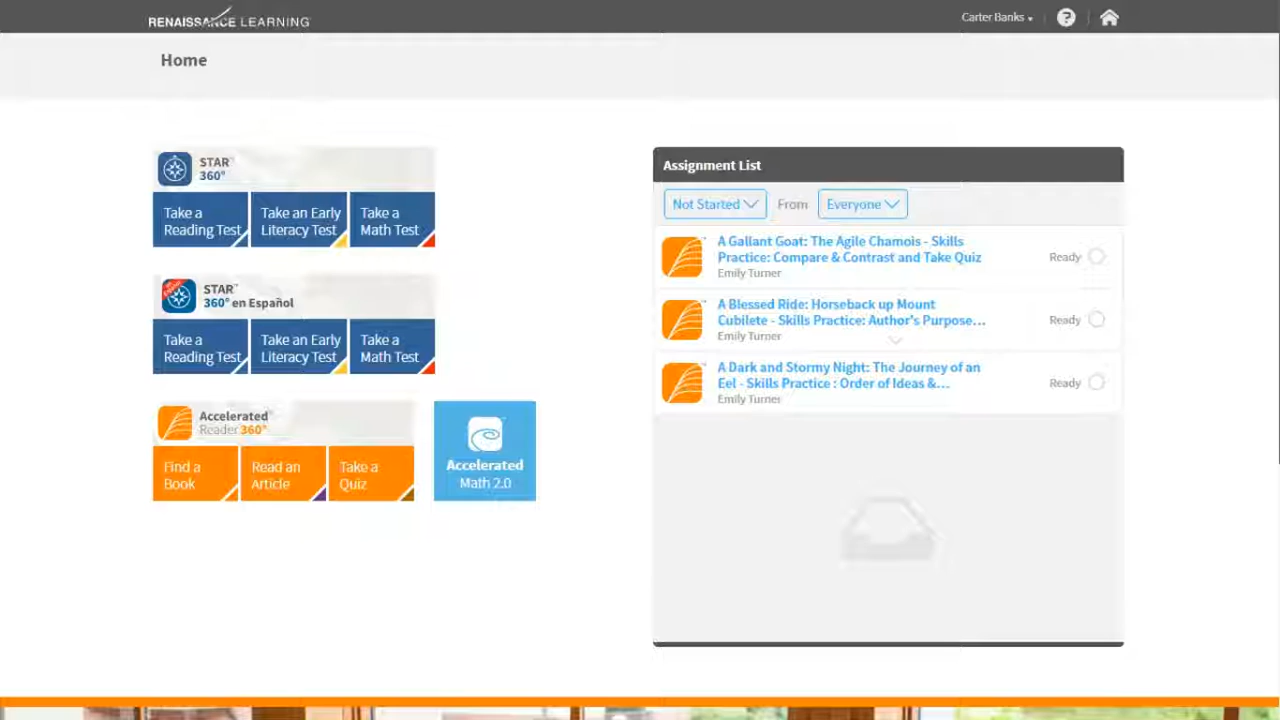 RENAISSANCE LEARNING
Carter Banks
?
Home
STAR™
360°
Take a
Reading Test
Take an Early
Literacy Test
Take a
Math Test
STAR™
360° en Español
Take a
Reading Test
Take an Early
Literacy Test
Take a
Math Test
Accelerated
Reader 360°
Find a
Book
Read an
Article
Take a
Quiz
Accelerated
Math 2.0
Assignment List
Not Started From Everyone
A Gallant Goat: The Agile Chamois - Skills
Practice: Compare & Contrast and Take Quiz
Emily Turner
Ready
A Blessed Ride: Horseback up Mount
Cubilete - Skills Practice: Author's Purpose...
Emily Turner
Ready
A Dark and Stormy Night: The Journey of an
Eel - Skills Practice : Order of Ideas &...
Emily Turner
Ready